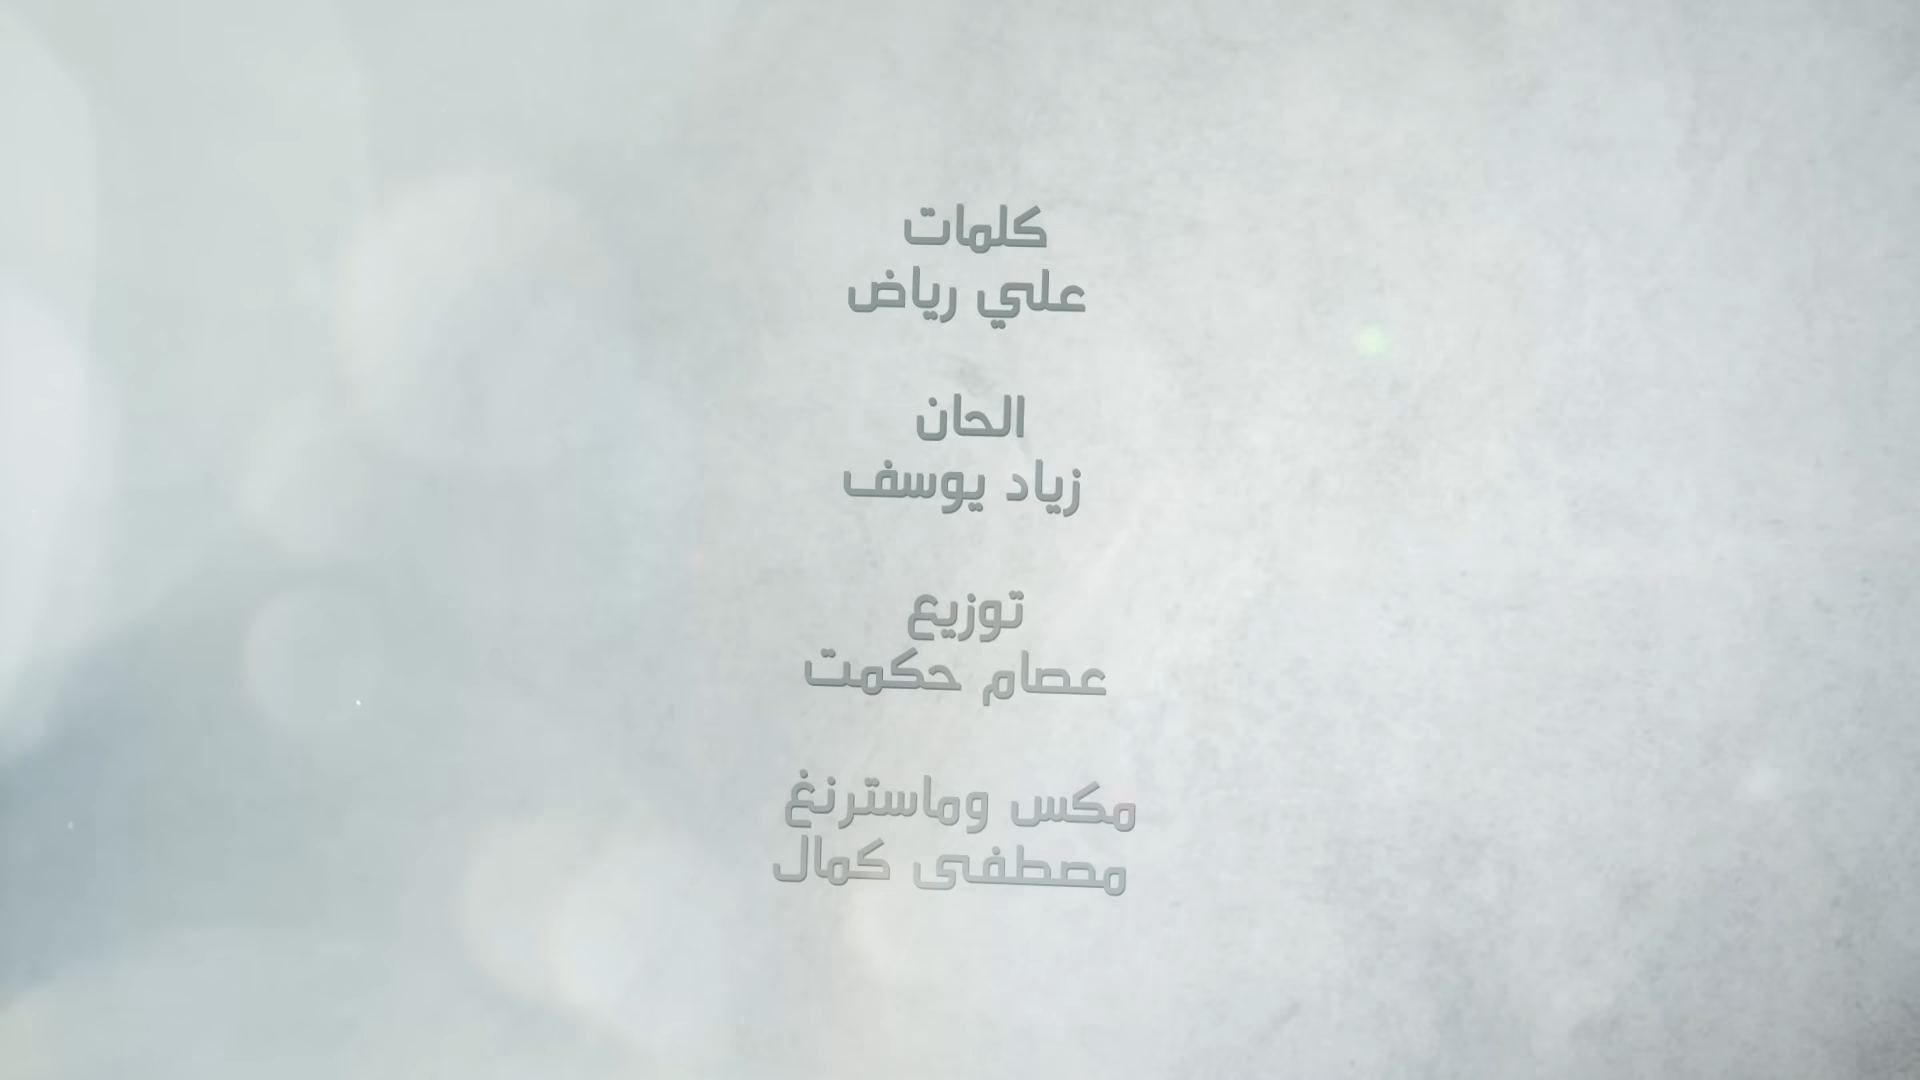 كلمات
علي رياض
الحان
زياد يوسف
توزيع
عصام حكمت
مكس وماسترنغ
مصطفى كمال